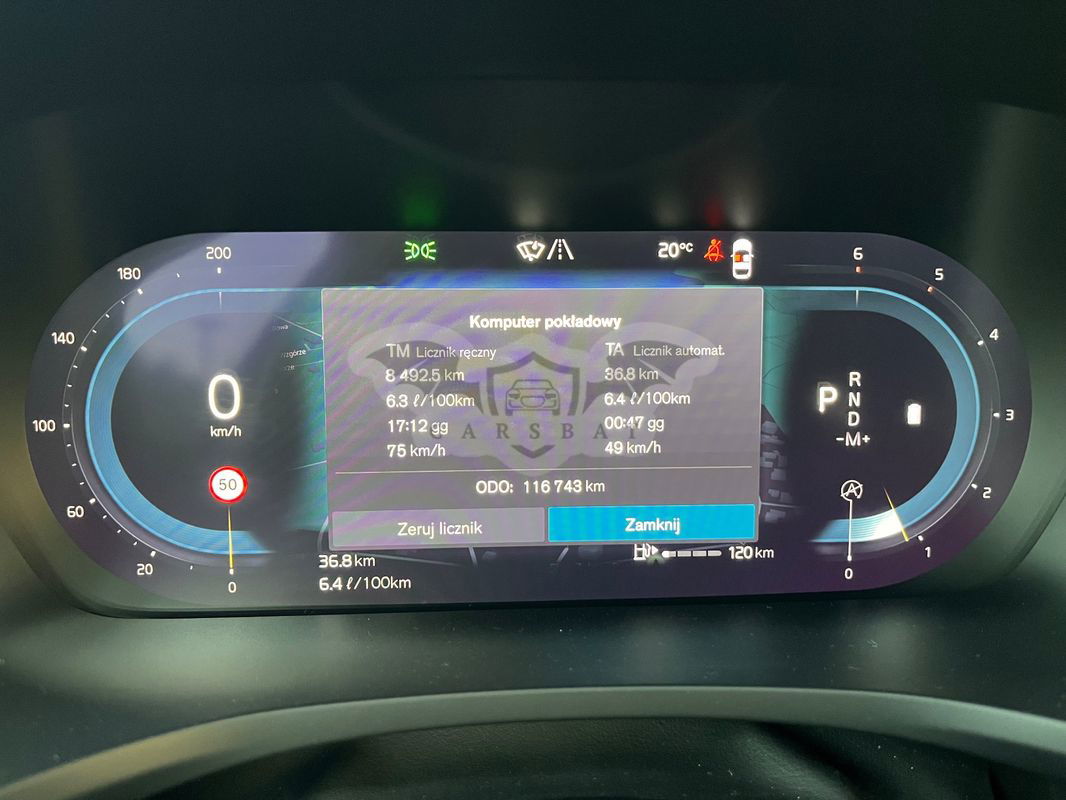 200
180
140
100
60
20
0
20°C
6
5
4
3
2
1
0
0
km/h
50
Komputer pokładowy
TM Licznik ręczny
8 492.5 km
6.3 ℓ/100km
17:12 gg
75 km/h
TA Licznik automat.
36.8 km
6.4 ℓ/100km
00:47 gg
49 km/h
CARSBAT
ODO: 116 743 km
Zeruj licznik
Zamknij
36.8 km
6.4 ℓ/100km
120 km
P
R
N
D
-M+
A